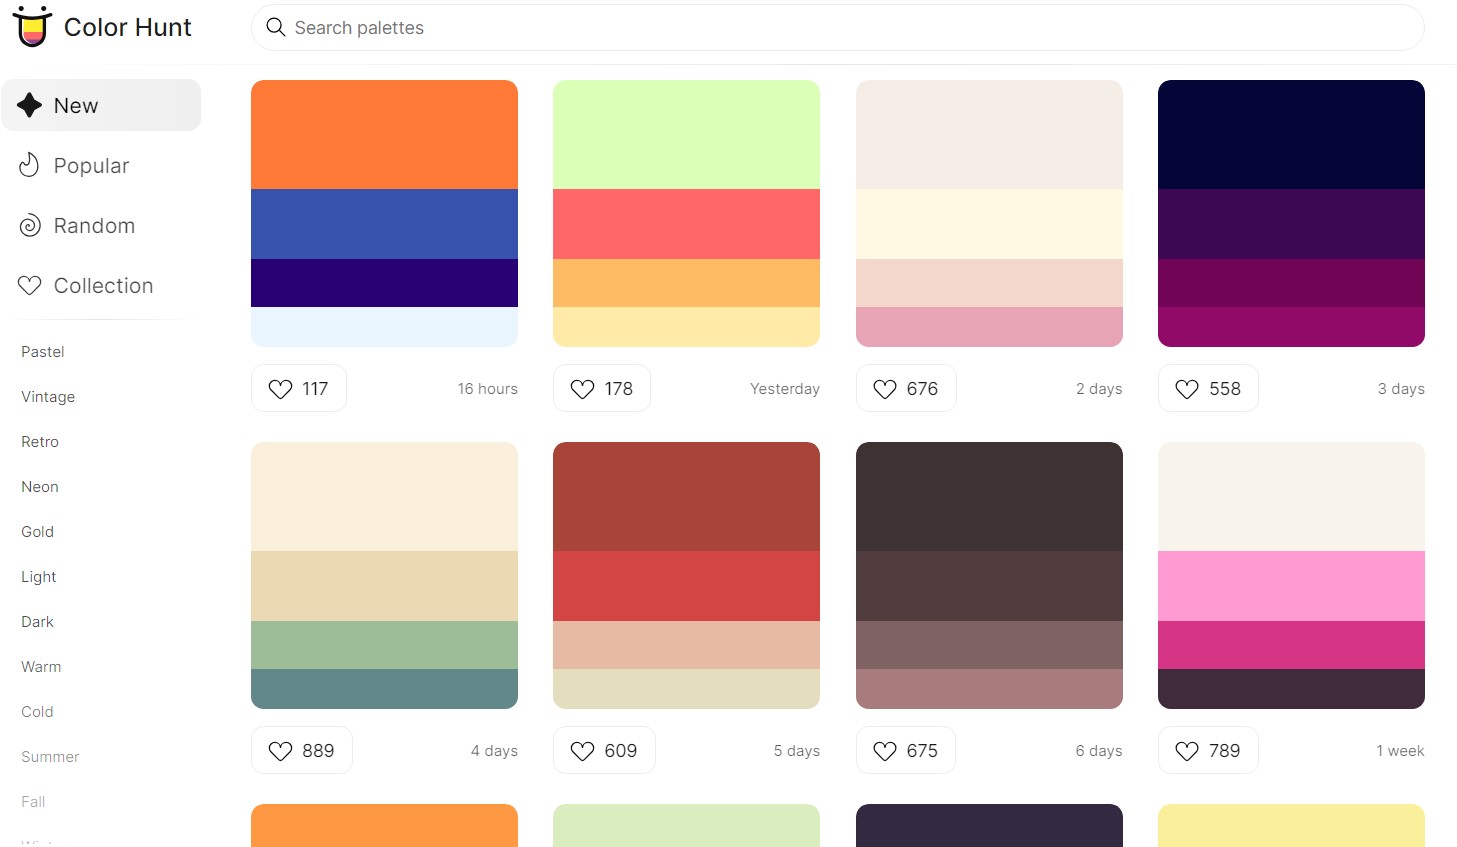 Color Hunt
Search palettes
New
Popular
Random
Collection
Pastel
Vintage
Retro
Neon
Gold
Light
Dark
Warm
Cold
Summer
Fall
117
16 hours
178
Yesterday
676
2 days
558
3 days
889
4 days
609
5 days
675
6 days
789
1 week